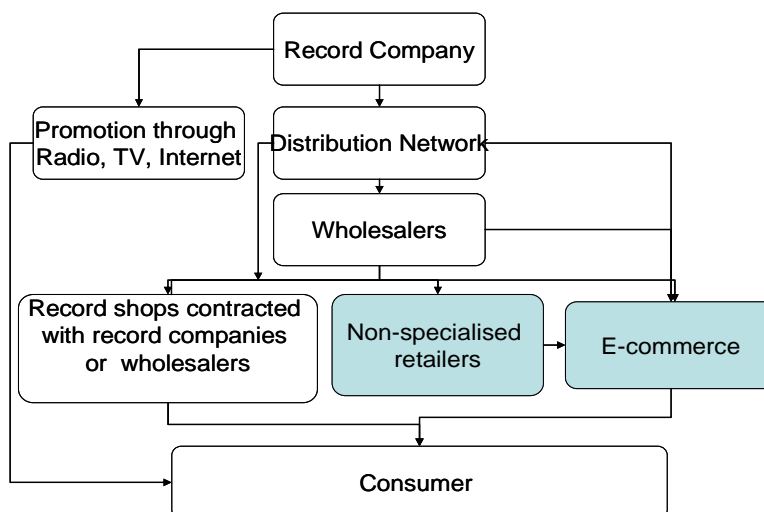 Record Company
Promotion through
Radio, TV, Internet
Distribution Network
Wholesalers
Record shops contracted
with record companies
or wholesalers
Non-specialised
retailers
E-commerce
Consumer